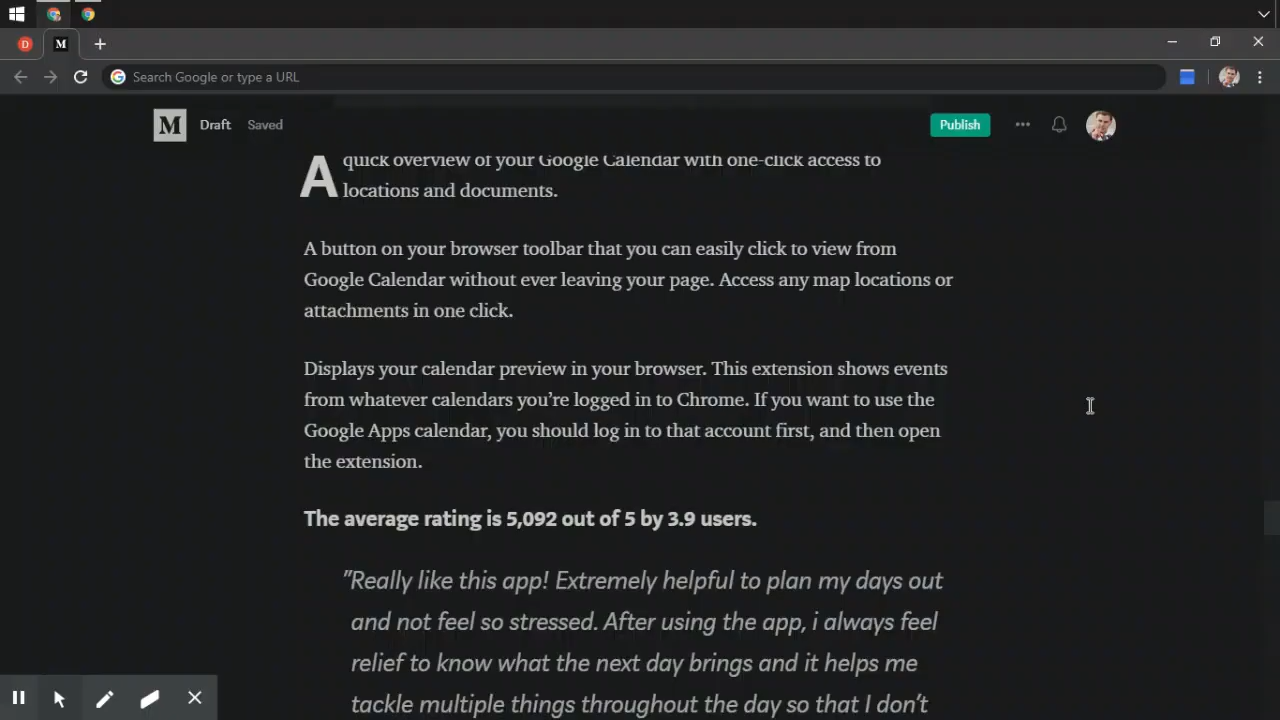 D
M
Search Google or type a URL
M
Draft
Saved
Publish
A quick overview of your Google Calendar with one-click access to
locations and documents.
A button on your browser toolbar that you can easily click to view from
Google Calendar without ever leaving your page. Access any map locations or
attachments in one click.
Displays your calendar preview in your browser. This extension shows events
from whatever calendars you’re logged in to Chrome. If you want to use the
Google Apps calendar, you should log in to that account first, and then open
the extension.
The average rating is 5,092 out of 5 by 3.9 users.
"Really like this app! Extremely helpful to plan my days out
and not feel so stressed. After using the app, i always feel
relief to know what the next day brings and it helps me
tackle multiple things throughout the day so that I don’t